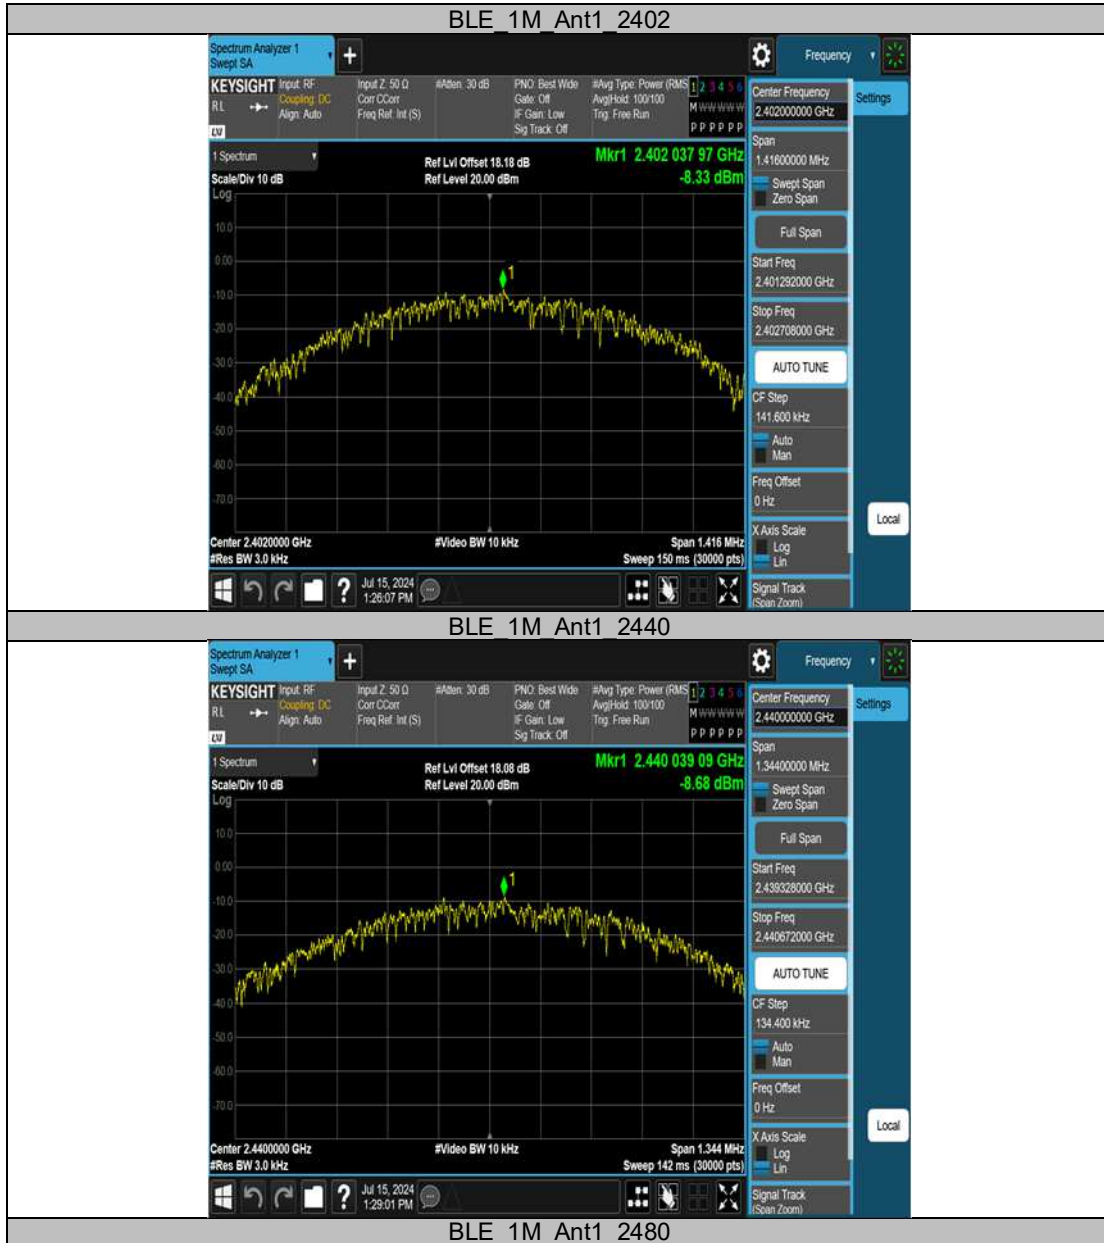 BLE_1M_Ant1_2402
Spectrum Analyzer 1
Swept SA
Frequency
KEYSIGHT Input: RF Input Z: 50 Ω #Atten: 30 dB PNO: Best Wide #Avg Type: Power (RMS 1 2 3 4 5 6
Coupling: DC Corr CCorr Gate: Off Avg|Hold: 100/100 M W W W W W
RL Align: Auto Freq Ref: Int (S) IF Gain: Low Trig: Free Run
Sig Track: Off P P P P P P
LXI
1 Spectrum Ref Lvl Offset 18.18 dB Mkr1 2.402 037 97 GHz
Scale/Div 10 dB Ref Level 20.00 dBm -8.33 dBm
Log
10.0
0.00
1
-10.0
-20.0
-30.0
-40.0
-50.0
-60.0
-70.0
Center 2.4020000 GHz #Video BW 10 kHz Span 1.416 MHz
#Res BW 3.0 kHz Sweep 150 ms (30000 pts)
Jul 15, 2024
1:26:07 PM
Center Frequency
2.402000000 GHz
Settings
Span
1.41600000 MHz
Swept Span
Zero Span
Full Span
Start Freq
2.401292000 GHz
Stop Freq
2.402708000 GHz
AUTO TUNE
CF Step
141.600 kHz
Auto
Man
Freq Offset
0 Hz
Local
X Axis Scale
Log
Lin
Signal Track
(Span Zoom)
BLE_1M_Ant1_2440
Spectrum Analyzer 1
Swept SA
Frequency
KEYSIGHT Input: RF Input Z: 50 Ω #Atten: 30 dB PNO: Best Wide #Avg Type: Power (RMS 1 2 3 4 5 6
Coupling: DC Corr CCorr Gate: Off Avg|Hold: 100/100 M W W W W W
RL Align: Auto Freq Ref: Int (S) IF Gain: Low Trig: Free Run
Sig Track: Off P P P P P P
LXI
1 Spectrum Ref Lvl Offset 18.08 dB Mkr1 2.440 039 09 GHz
Scale/Div 10 dB Ref Level 20.00 dBm -8.68 dBm
Log
10.0
0.00
1
-10.0
-20.0
-30.0
-40.0
-50.0
-60.0
-70.0
Center 2.4400000 GHz #Video BW 10 kHz Span 1.344 MHz
#Res BW 3.0 kHz Sweep 142 ms (30000 pts)
Jul 15, 2024
1:29:01 PM
Center Frequency
2.440000000 GHz
Settings
Span
1.34400000 MHz
Swept Span
Zero Span
Full Span
Start Freq
2.439328000 GHz
Stop Freq
2.440672000 GHz
AUTO TUNE
CF Step
134.400 kHz
Auto
Man
Freq Offset
0 Hz
Local
X Axis Scale
Log
Lin
Signal Track
(Span Zoom)
BLE_1M_Ant1_2480